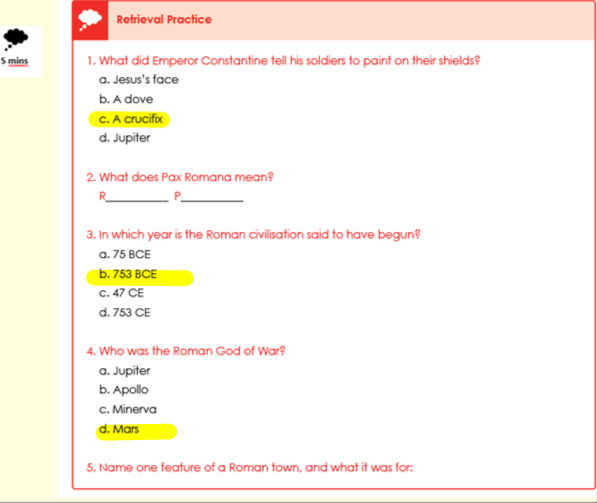 Retrieval Practice
5 mins
1. What did Emperor Constantine tell his soldiers to paint on their shields?
a. Jesus's face
b. A dove
c. A crucifix
d. Jupiter
2. What does Pax Romana mean?
R__________ P__________
3. In which year is the Roman civilisation said to have begun?
a. 75 BCE
b. 753 BCE
c. 47 CE
d. 753 CE
4. Who was the Roman God of War?
a. Jupiter
b. Apollo
c. Minerva
d. Mars
5. Name one feature of a Roman town, and what it was for: